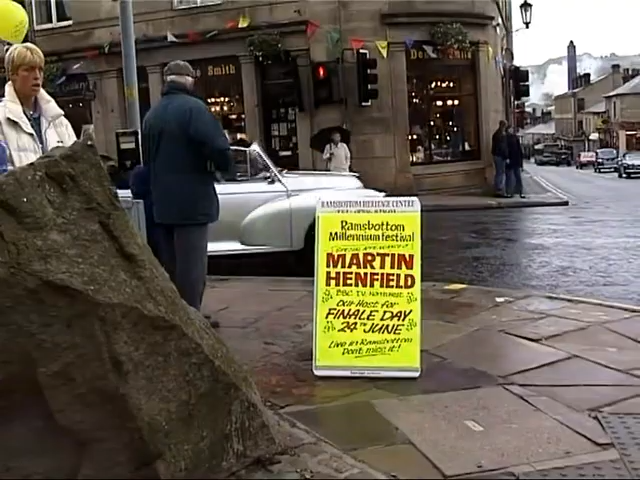 Smith
RAMSBOTTOM HERITAGE CENTRE
Ramsbottom
Millennium festival
MARTIN
HENFIELD
BBC TV
our Host for
FINALE DAY
24TH JUNE
Live in Ramsbottom
Don't miss it!